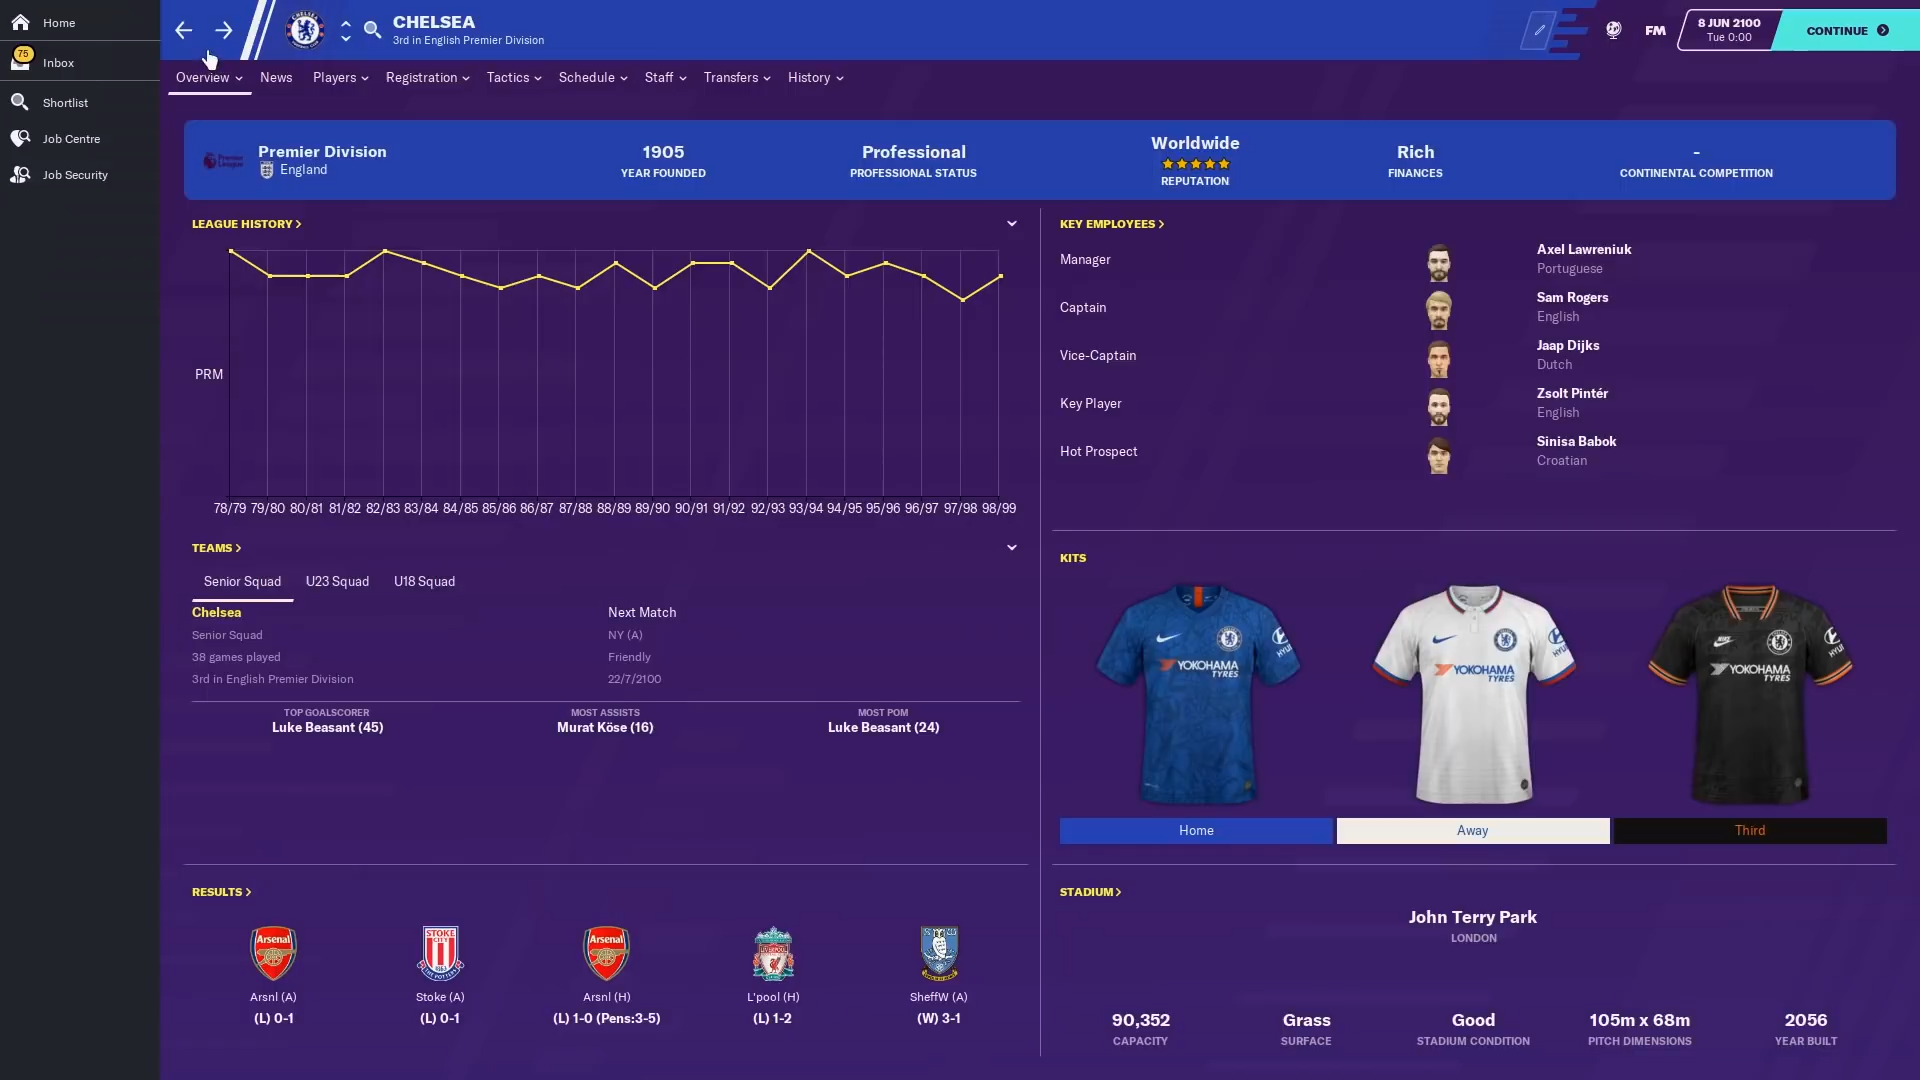 Home
75
Inbox
Shortlist
Job Centre
Job Security
CHELSEA
3rd in English Premier Division
FM
8 JUN 2100
Tue 0:00
CONTINUE
Overview
News
Players
Registration
Tactics
Schedule
Staff
Transfers
History
Premier Division
England
1905
YEAR FOUNDED
Professional
PROFESSIONAL STATUS
Worldwide
REPUTATION
Rich
FINANCES
-
CONTINENTAL COMPETITION
LEAGUE HISTORY >
PRM
78/79 79/80 80/81 81/82 82/83 83/84 84/85 85/86 86/87 87/88 88/89 89/90 90/91 91/92 92/93 93/94 94/95 95/96 96/97 97/98 98/99
TEAMS >
Senior Squad
U23 Squad
U18 Squad
Chelsea
Senior Squad
38 games played
3rd in English Premier Division
Next Match
NY (A)
Friendly
22/7/2100
TOP GOALSCORER
Luke Beasant (45)
MOST ASSISTS
Murat Köse (16)
MOST POM
Luke Beasant (24)
RESULTS >
Arsenal
Arsnl (A)
(L) 0-1
STOKE
CITY
Stoke (A)
(L) 0-1
Arsenal
Arsnl (H)
(L) 1-0 (Pens:3-5)
L'pool (H)
(L) 1-2
SheffW (A)
(W) 3-1
KEY EMPLOYEES >
Manager
Axel Lawreniuk
Portuguese
Captain
Sam Rogers
English
Vice-Captain
Jaap Dijks
Dutch
Key Player
Zsolt Pintér
English
Hot Prospect
Sinisa Babok
Croatian
KITS
YOKOHAMA
TYRES
YOKOHAMA
TYRES
YOKOHAMA
TYRES
Home
Away
Third
STADIUM >
John Terry Park
LONDON
90,352
CAPACITY
Grass
SURFACE
Good
STADIUM CONDITION
105m x 68m
PITCH DIMENSIONS
2056
YEAR BUILT